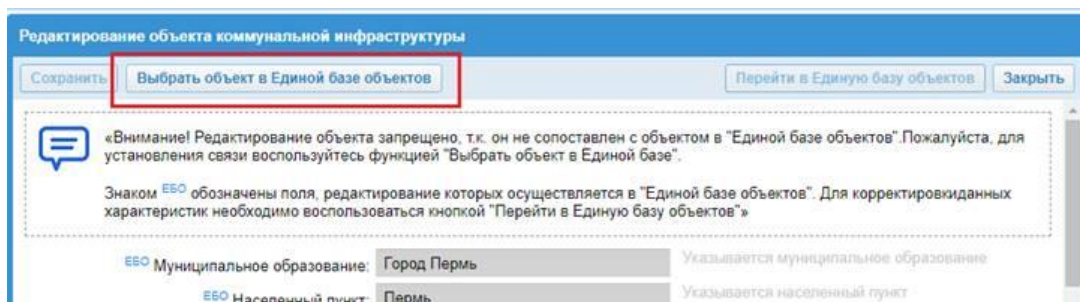 Редактирование объекта коммунальной инфраструктуры
Сохранить Выбрать объект в Единой базе объектов Перейти в Единую базу объектов Закрыть
«Внимание! Редактирование объекта запрещено, т.к. он не сопоставлен с объектом в "Единой базе объектов".Пожалуйста, для
установления связи воспользуйтесь функцией "Выбрать объект в Единой базе".
Знаком ЕБО обозначены поля, редактирование которых осуществляется в "Единой базе объектов". Для корректировкиданных
характеристик необходимо воспользоваться кнопкой "Перейти в Единую базу объектов"»
ЕБО Муниципальное образование: Город Пермь Указывается муниципальное образование
ЕБО Населенный пункт: Пермь Указывается населенный пункт